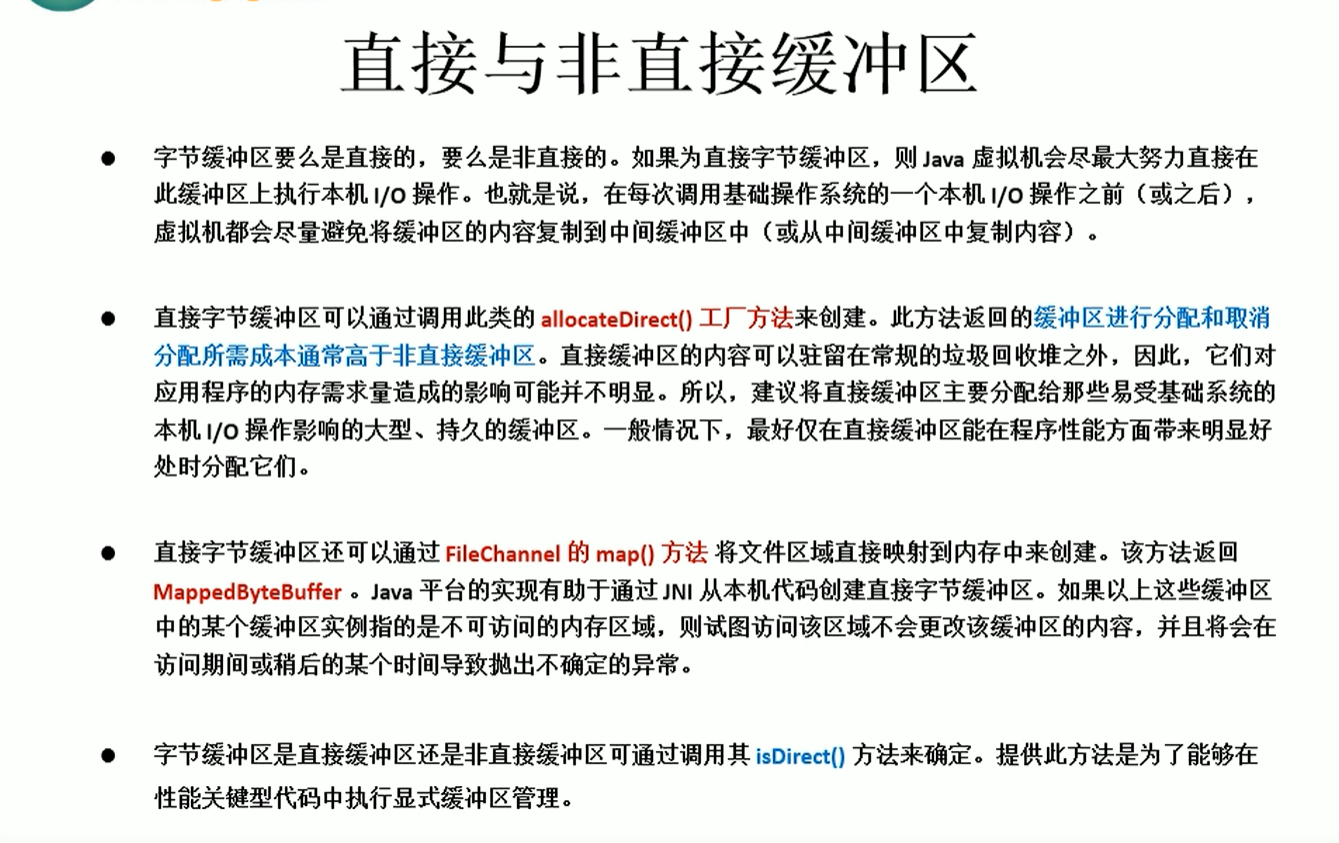 直接与非直接缓冲区
● 字节缓冲区要么是直接的，要么是非直接的。如果为直接字节缓冲区，则 Java 虚拟机会尽最大努力直接在
此缓冲区上执行本机 I/O 操作。也就是说，在每次调用基础操作系统的一个本机 I/O 操作之前（或之后），
虚拟机都会尽量避免将缓冲区的内容复制到中间缓冲区中（或从中间缓冲区中复制内容）。
● 直接字节缓冲区可以通过调用此类的 allocateDirect() 工厂方法来创建。此方法返回的缓冲区进行分配和取消
分配所需成本通常高于非直接缓冲区。直接缓冲区的内容可以驻留在常规的垃圾回收堆之外，因此，它们对
应用程序的内存需求量造成的影响可能并不明显。所以，建议将直接缓冲区主要分配给那些易受基础系统的
本机 I/O 操作影响的大型、持久的缓冲区。一般情况下，最好仅在直接缓冲区能在程序性能方面带来明显好
处时分配它们。
● 直接字节缓冲区还可以通过 FileChannel 的 map() 方法 将文件区域直接映射到内存中来创建。该方法返回
MappedByteBuffer 。Java 平台的实现有助于通过 JNI 从本机代码创建直接字节缓冲区。如果以上这些缓冲区
中的某个缓冲区实例指的是不可访问的内存区域，则试图访问该区域不会更改该缓冲区的内容，并且将会在
访问期间或稍后的某个时间导致抛出不确定的异常。
● 字节缓冲区是直接缓冲区还是非直接缓冲区可通过调用其 isDirect() 方法来确定。提供此方法是为了能够在
性能关键型代码中执行显式缓冲区管理。